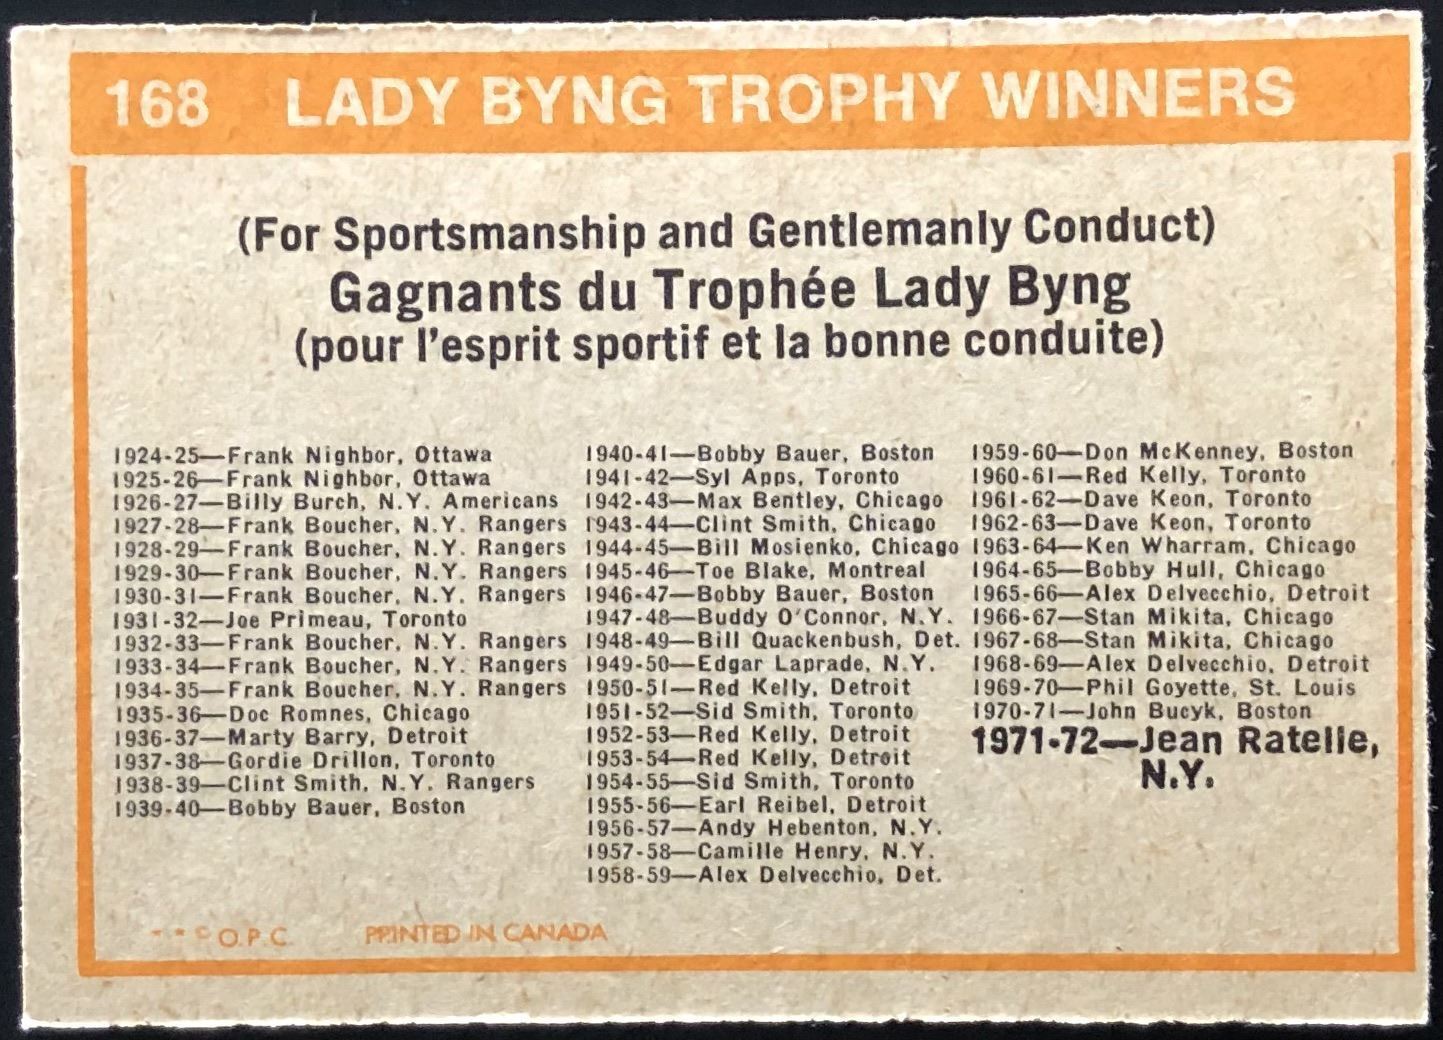 168 LADY BYNG TROPHY WINNERS
(For Sportsmanship and Gentlemanly Conduct)
Gagnants du Trophée Lady Byng
(pour l'esprit sportif et la bonne conduite)
1924-25—Frank Nighbor, Ottawa
1925-26—Frank Nighbor, Ottawa
1926-27—Billy Burch, N.Y. Americans
1927-28—Frank Boucher, N.Y. Rangers
1928-29—Frank Boucher, N.Y. Rangers
1929-30—Frank Boucher, N.Y. Rangers
1930-31—Frank Boucher, N.Y. Rangers
1931-32—Joe Primeau, Toronto
1932-33—Frank Boucher, N.Y. Rangers
1933-34—Frank Boucher, N.Y. Rangers
1934-35—Frank Boucher, N.Y. Rangers
1935-36—Doc Romnes, Chicago
1936-37—Marty Barry, Detroit
1937-38—Gordie Drillon, Toronto
1938-39—Clint Smith, N.Y. Rangers
1939-40—Bobby Bauer, Boston
1940-41—Bobby Bauer, Boston
1941-42—Syl Apps, Toronto
1942-43—Max Bentley, Chicago
1943-44—Clint Smith, Chicago
1944-45—Bill Mosienko, Chicago
1945-46—Toe Blake, Montreal
1946-47—Bobby Bauer, Boston
1947-48—Buddy O'Connor, N.Y.
1948-49—Bill Quackenbush, Det.
1949-50—Edgar Laprade, N.Y.
1950-51—Red Kelly, Detroit
1951-52—Sid Smith, Toronto
1952-53—Red Kelly, Detroit
1953-54—Red Kelly, Detroit
1954-55—Sid Smith, Toronto
1955-56—Earl Reibel, Detroit
1956-57—Andy Hebenton, N.Y.
1957-58—Camille Henry, N.Y.
1958-59—Alex Delvecchio, Det.
1959-60—Don McKenney, Boston
1960-61—Red Kelly, Toronto
1961-62—Dave Keon, Toronto
1962-63—Dave Keon, Toronto
1963-64—Ken Wharram, Chicago
1964-65—Bobby Hull, Chicago
1965-66—Alex Delvecchio, Detroit
1966-67—Stan Mikita, Chicago
1967-68—Stan Mikita, Chicago
1968-69—Alex Delvecchio, Detroit
1969-70—Phil Goyette, St. Louis
1970-71—John Bucyk, Boston
1971-72—Jean Ratelle,
N.Y.
* * © O.P.C. PRINTED IN CANADA